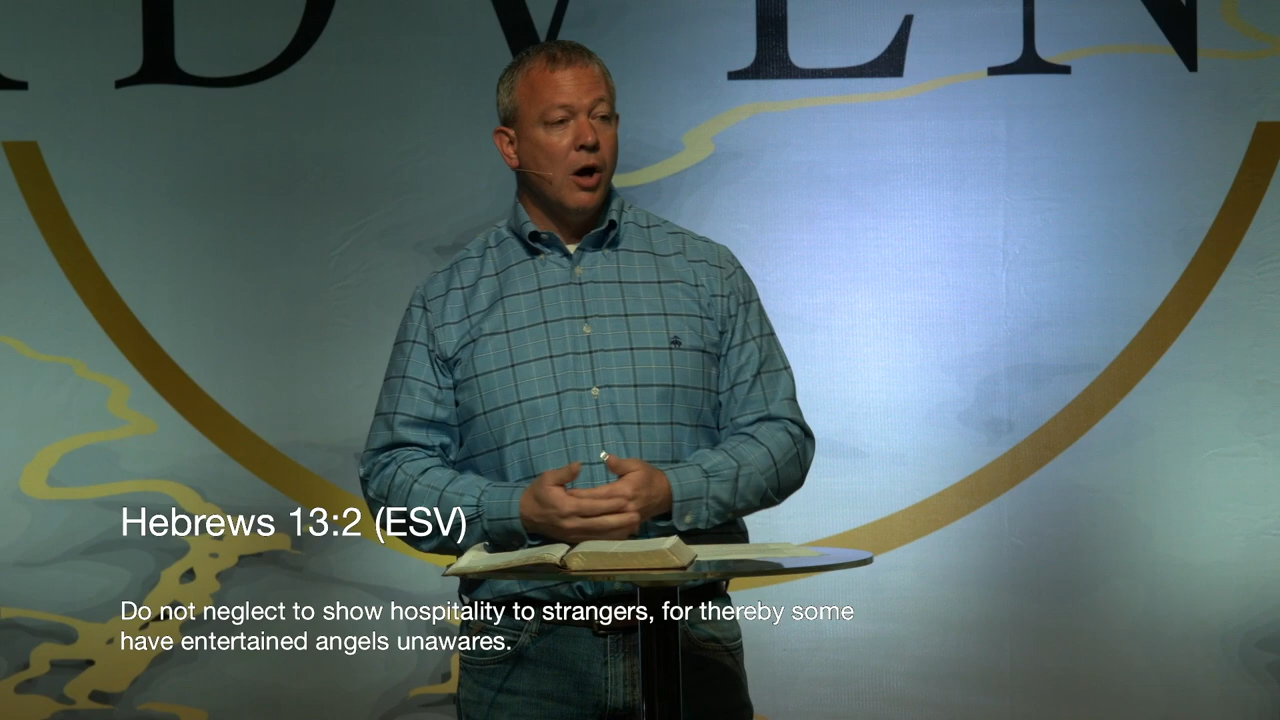 DVEN
Hebrews 13:2 (ESV)
Do not neglect to show hospitality to strangers, for thereby some
have entertained angels unawares.